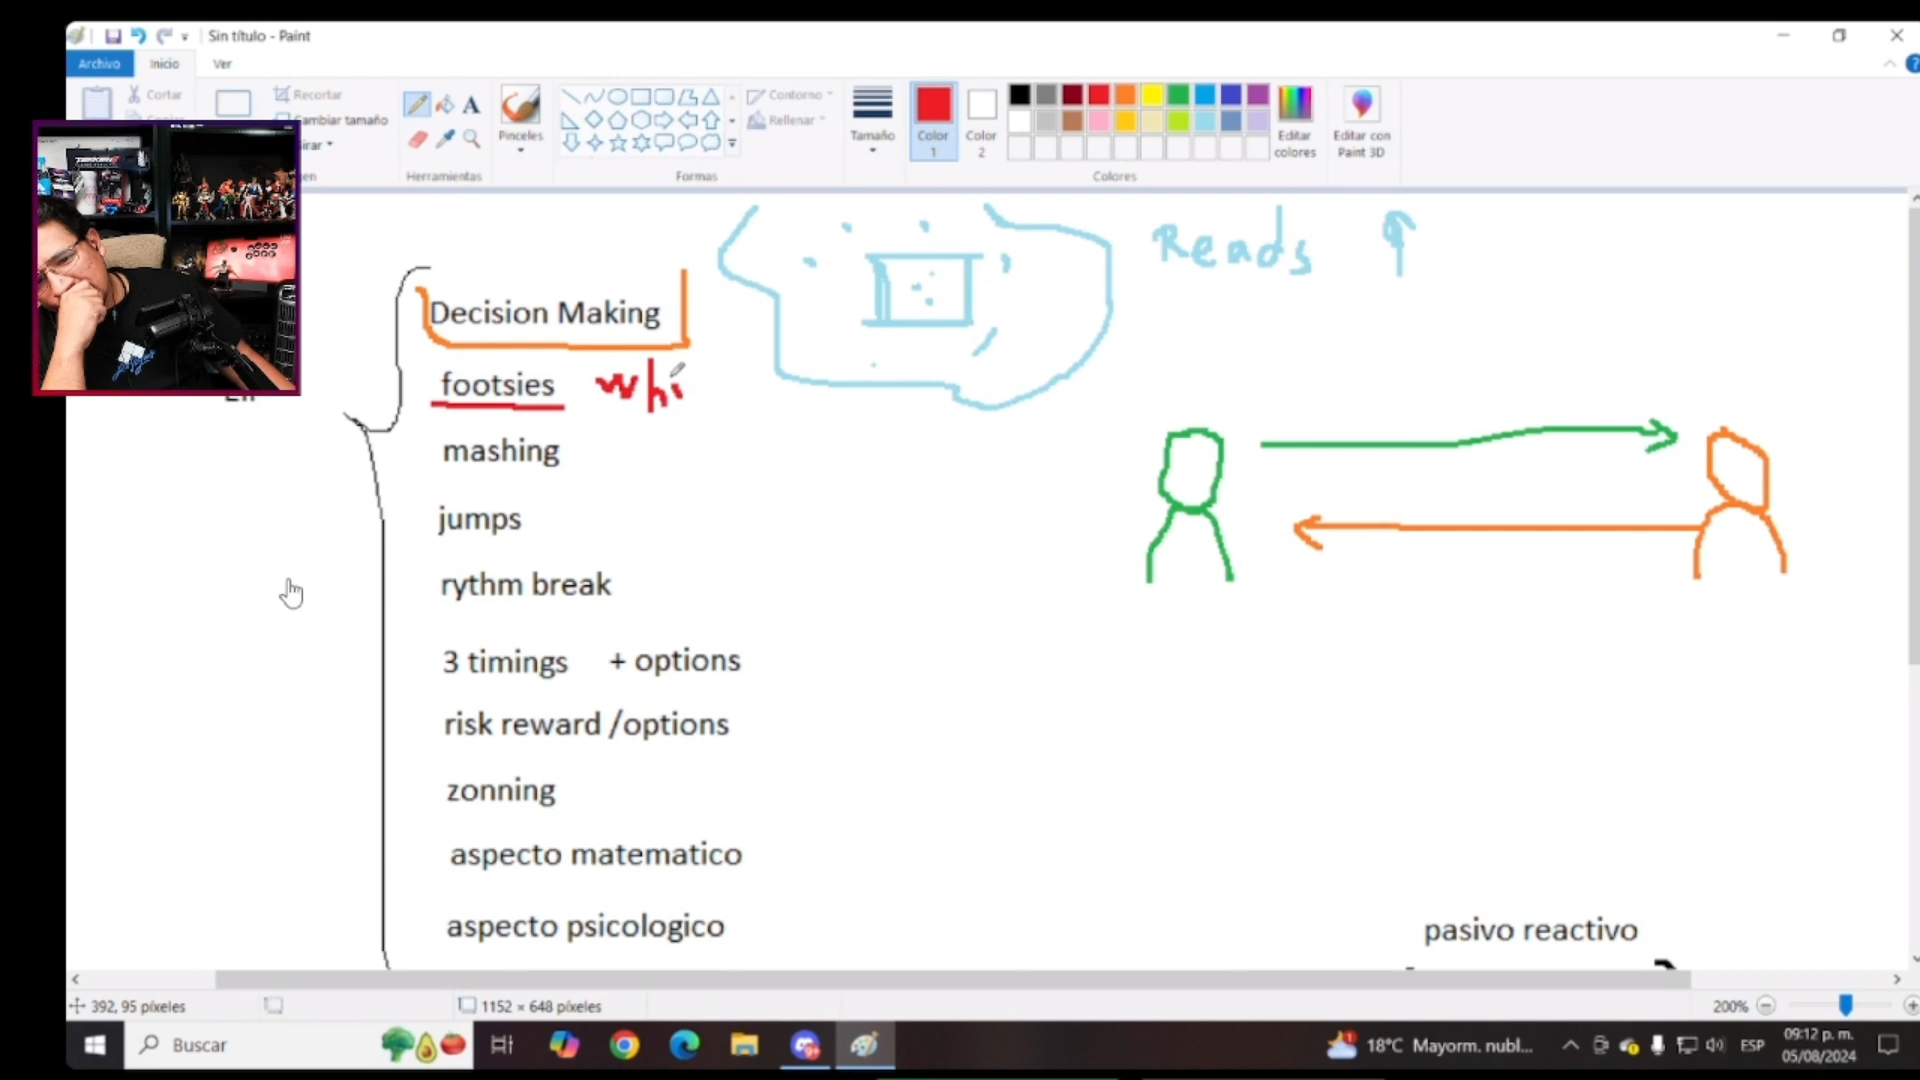 Sin título - Paint
Archivo Inicio Ver
Cortar
Recortar
Cambiar tamaño
Pinceles
Contorno
Rellenar
Tamaño
Color 1
Color 2
Editar colores
Editar con Paint 3D
Herramientas
Formas
Colores
Reads
Decision Making
footsies whi
mashing
jumps
rythm break
3 timings + options
risk reward /options
zonning
aspecto matematico
aspecto psicologico
pasivo reactivo
392, 95 píxeles
1152 × 648 píxeles
200%
Buscar
18°C Mayorm. nubl...
ESP
09:12 p. m.
05/08/2024